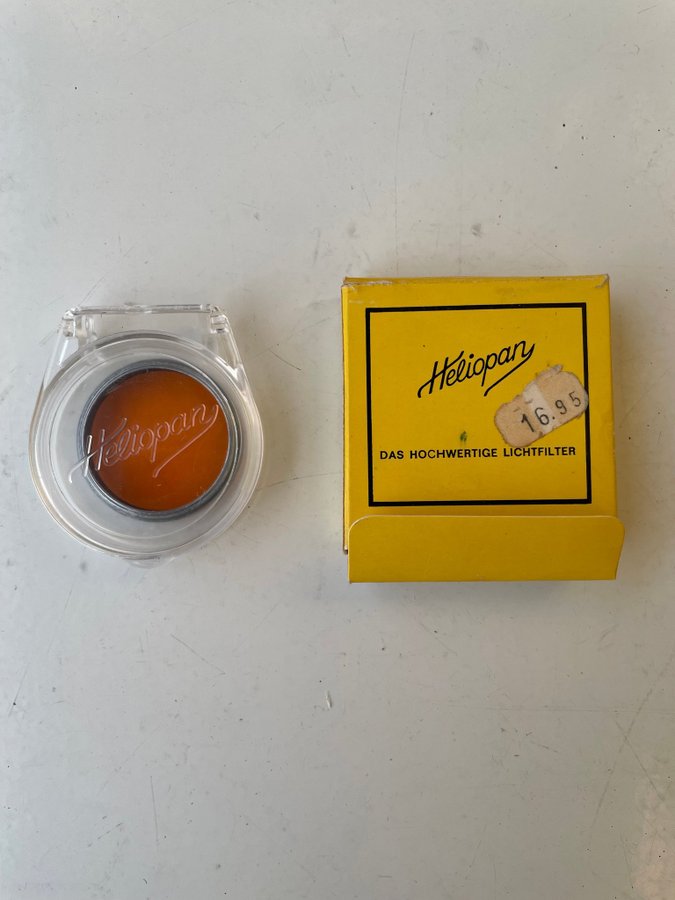 Heliopan
Heliopan
16.95
DAS HOCHWERTIGE LICHTFILTER